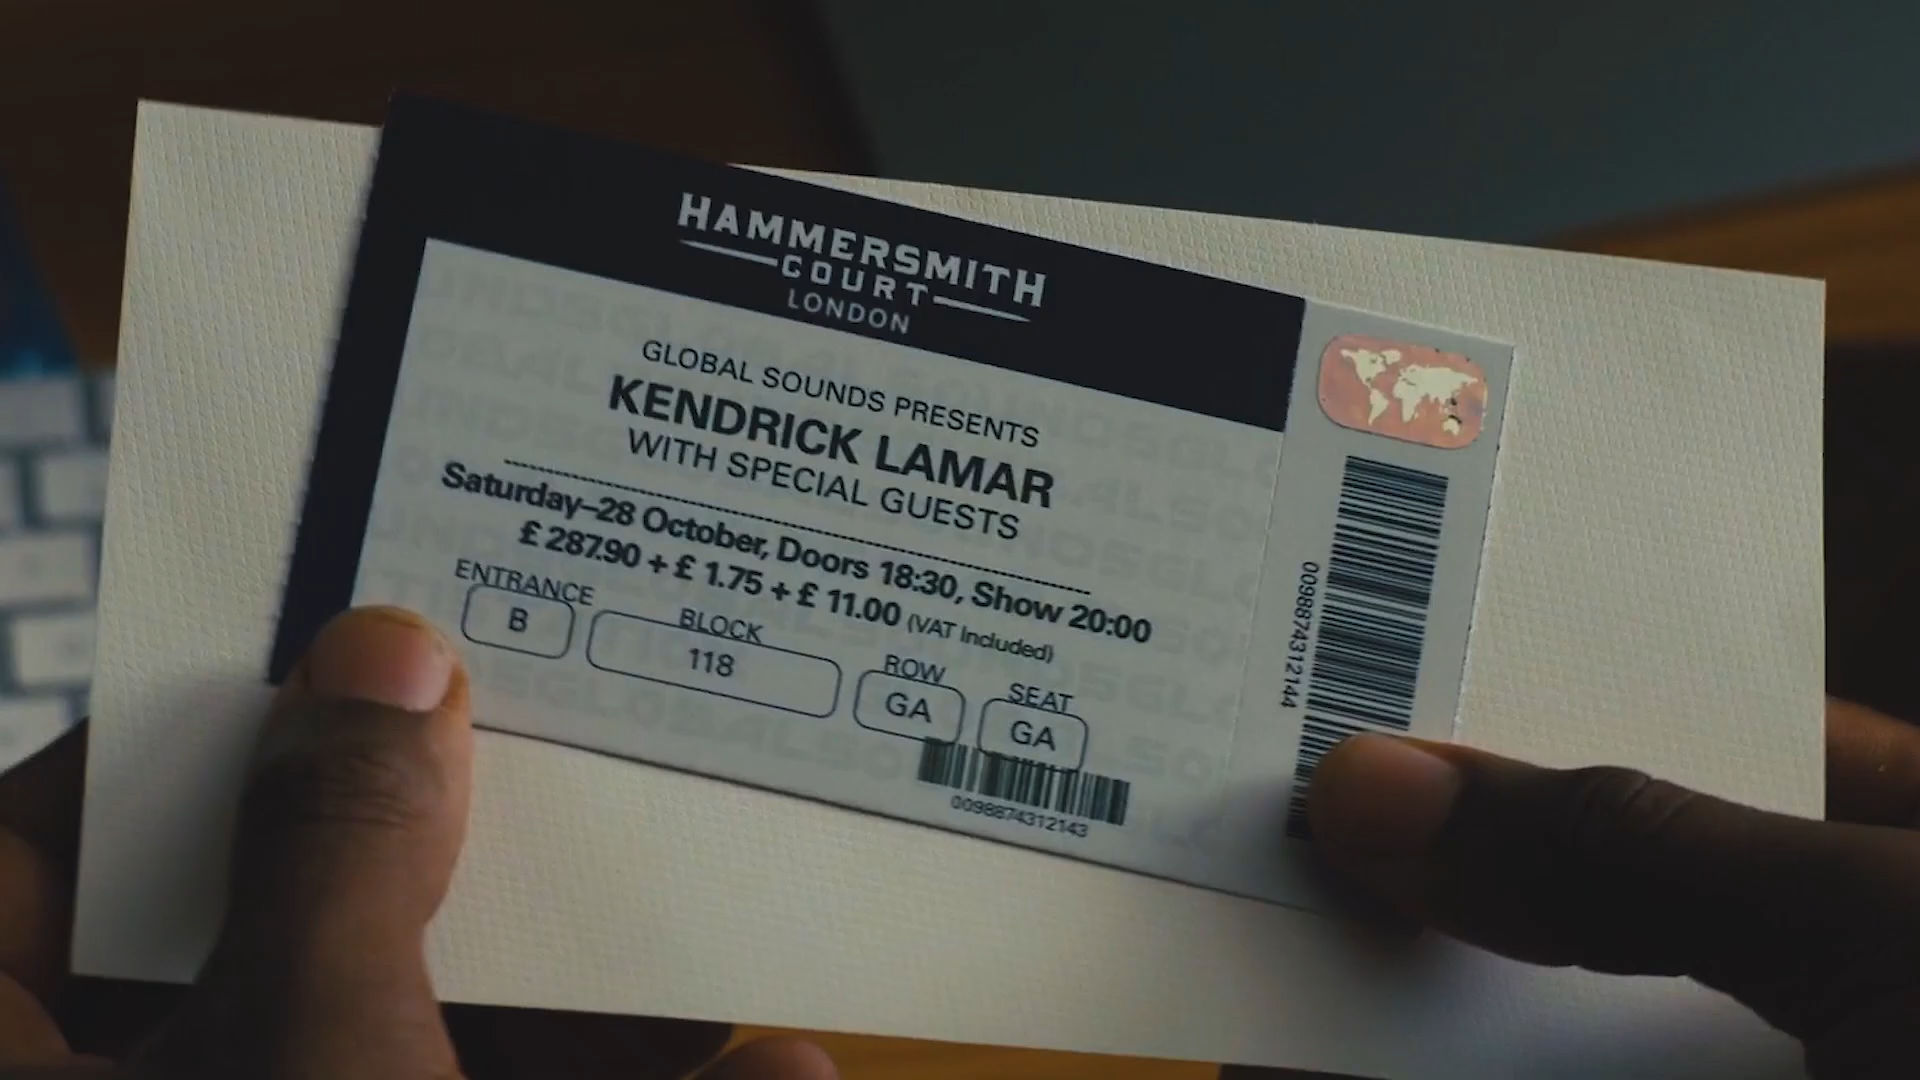 HAMMERSMITH
COURT
LONDON
GLOBAL SOUNDS PRESENTS
KENDRICK LAMAR
WITH SPECIAL GUESTS
Saturday–28 October, Doors 18:30, Show 20:00
£ 287.90 + £ 1.75 + £ 11.00 (VAT Included)
ENTRANCE
B
BLOCK
118
ROW
GA
SEAT
GA
0098874312143
0098874312144